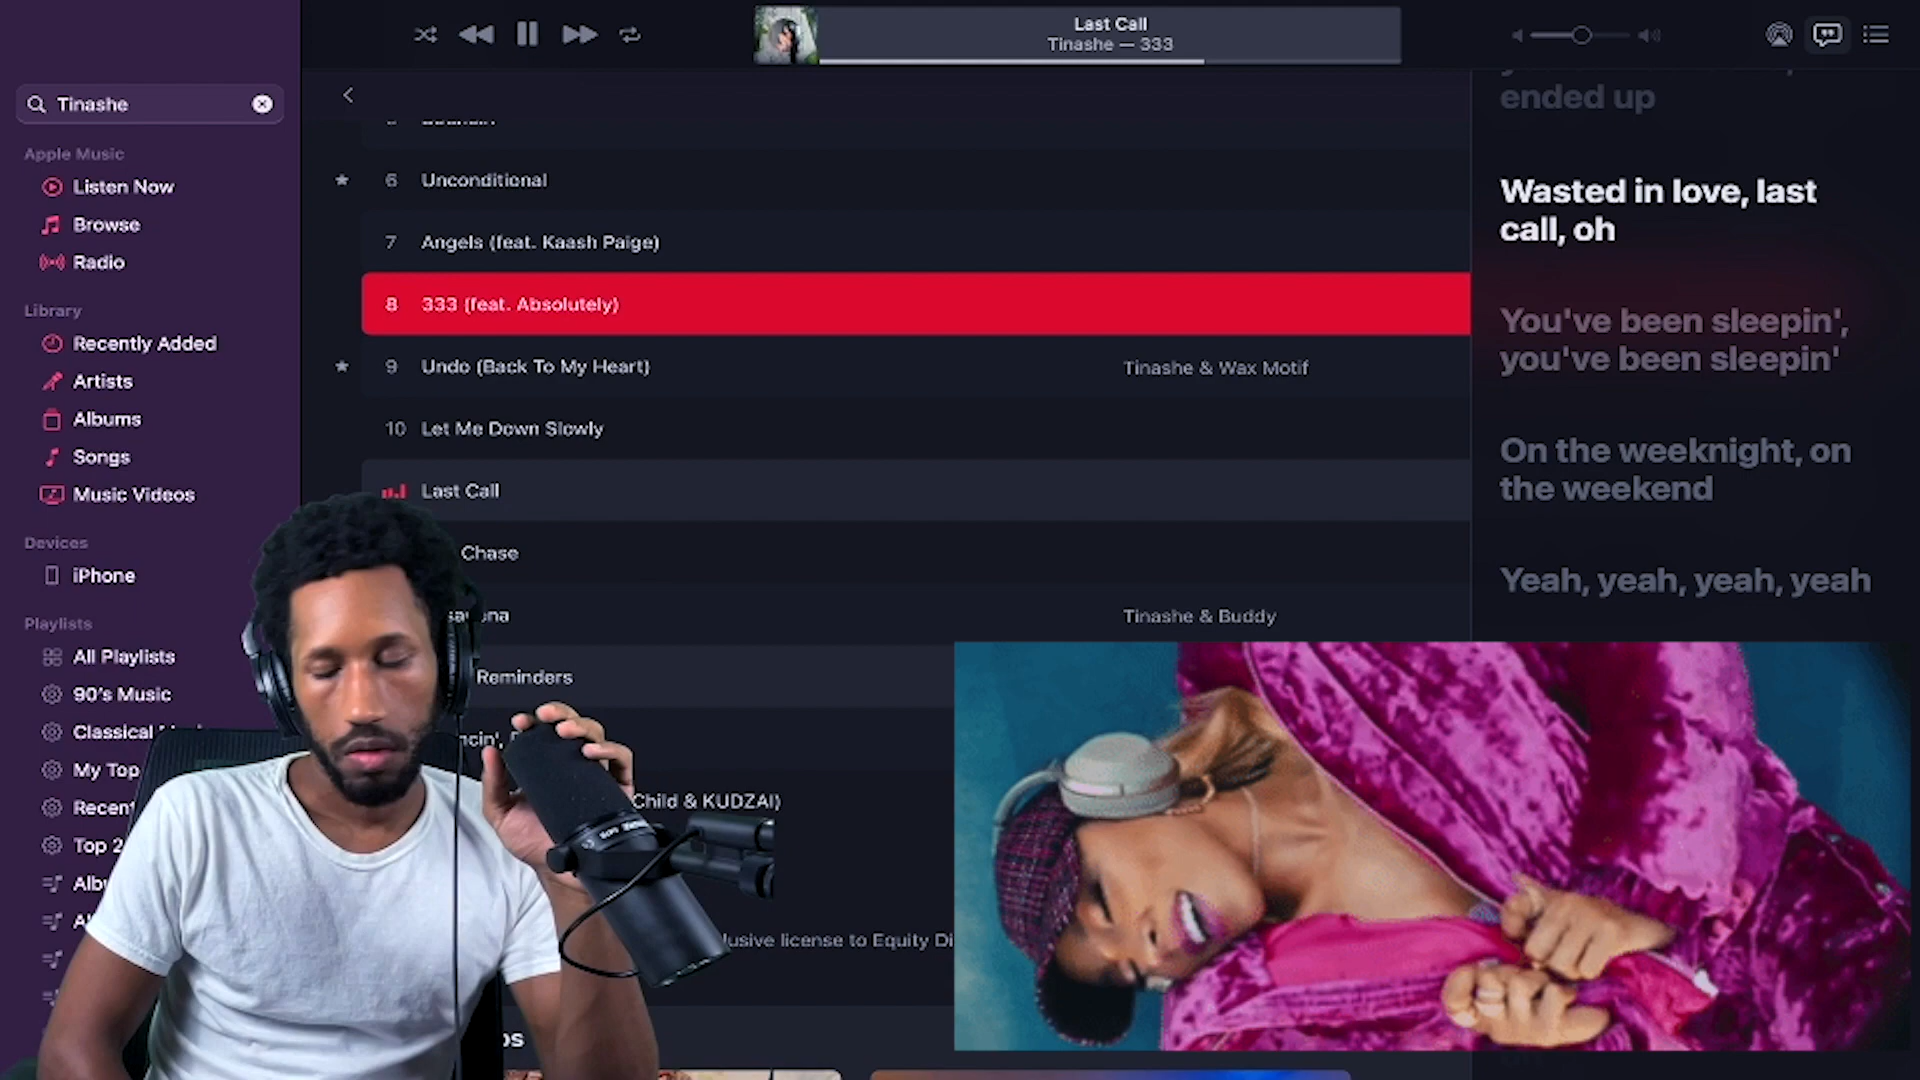 Last Call
Tinashe — 333
Tinashe
Apple Music
Listen Now
Browse
Radio
Library
Recently Added
Artists
Albums
Songs
Music Videos
Devices
iPhone
Playlists
All Playlists
90's Music
Classical
My Top
Recent
Top 2
6 Unconditional
7 Angels (feat. Kaash Paige)
8 333 (feat. Absolutely)
9 Undo (Back To My Heart) Tinashe & Wax Motif
10 Let Me Down Slowly
Last Call
Chase
Tinashe & Buddy
Reminders
Child & KUDZAI)
license to Equity
ended up
Wasted in love, last
call, oh
You've been sleepin',
you've been sleepin'
On the weeknight, on
the weekend
Yeah, yeah, yeah, yeah